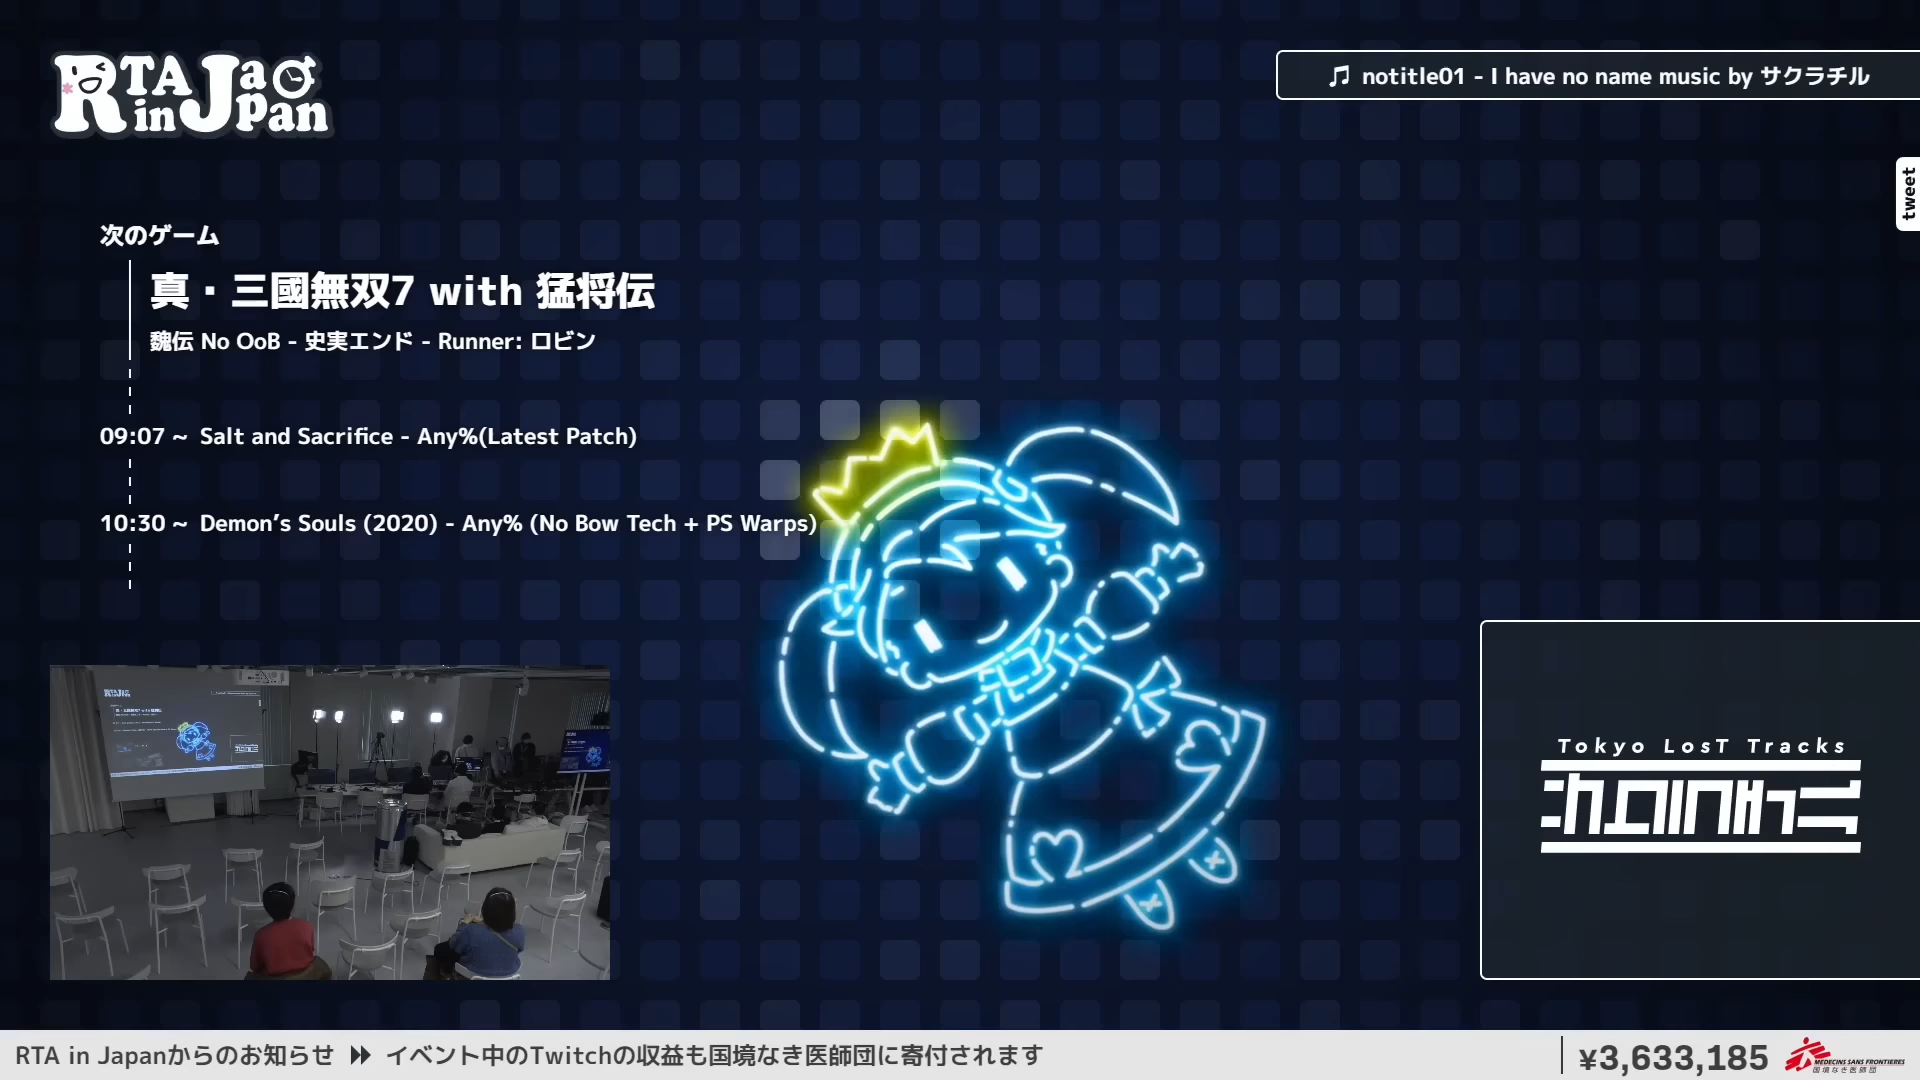 RTA in Japan
♫ notitle01 - I have no name music by サクラチル
tweet
次のゲーム
真・三國無双7 with 猛将伝
魏伝 No OoB - 史実エンド - Runner: ロビン
09:07 ~ Salt and Sacrifice - Any%(Latest Patch)
10:30 ~ Demon's Souls (2020) - Any% (No Bow Tech + PS Warps)
Tokyo LosT Tracks
RTA in Japanからのお知らせ
イベント中のTwitchの収益も国境なき医師団に寄付されます
¥3,633,185
MEDECINS SANS FRONTIERES
国境なき医師団